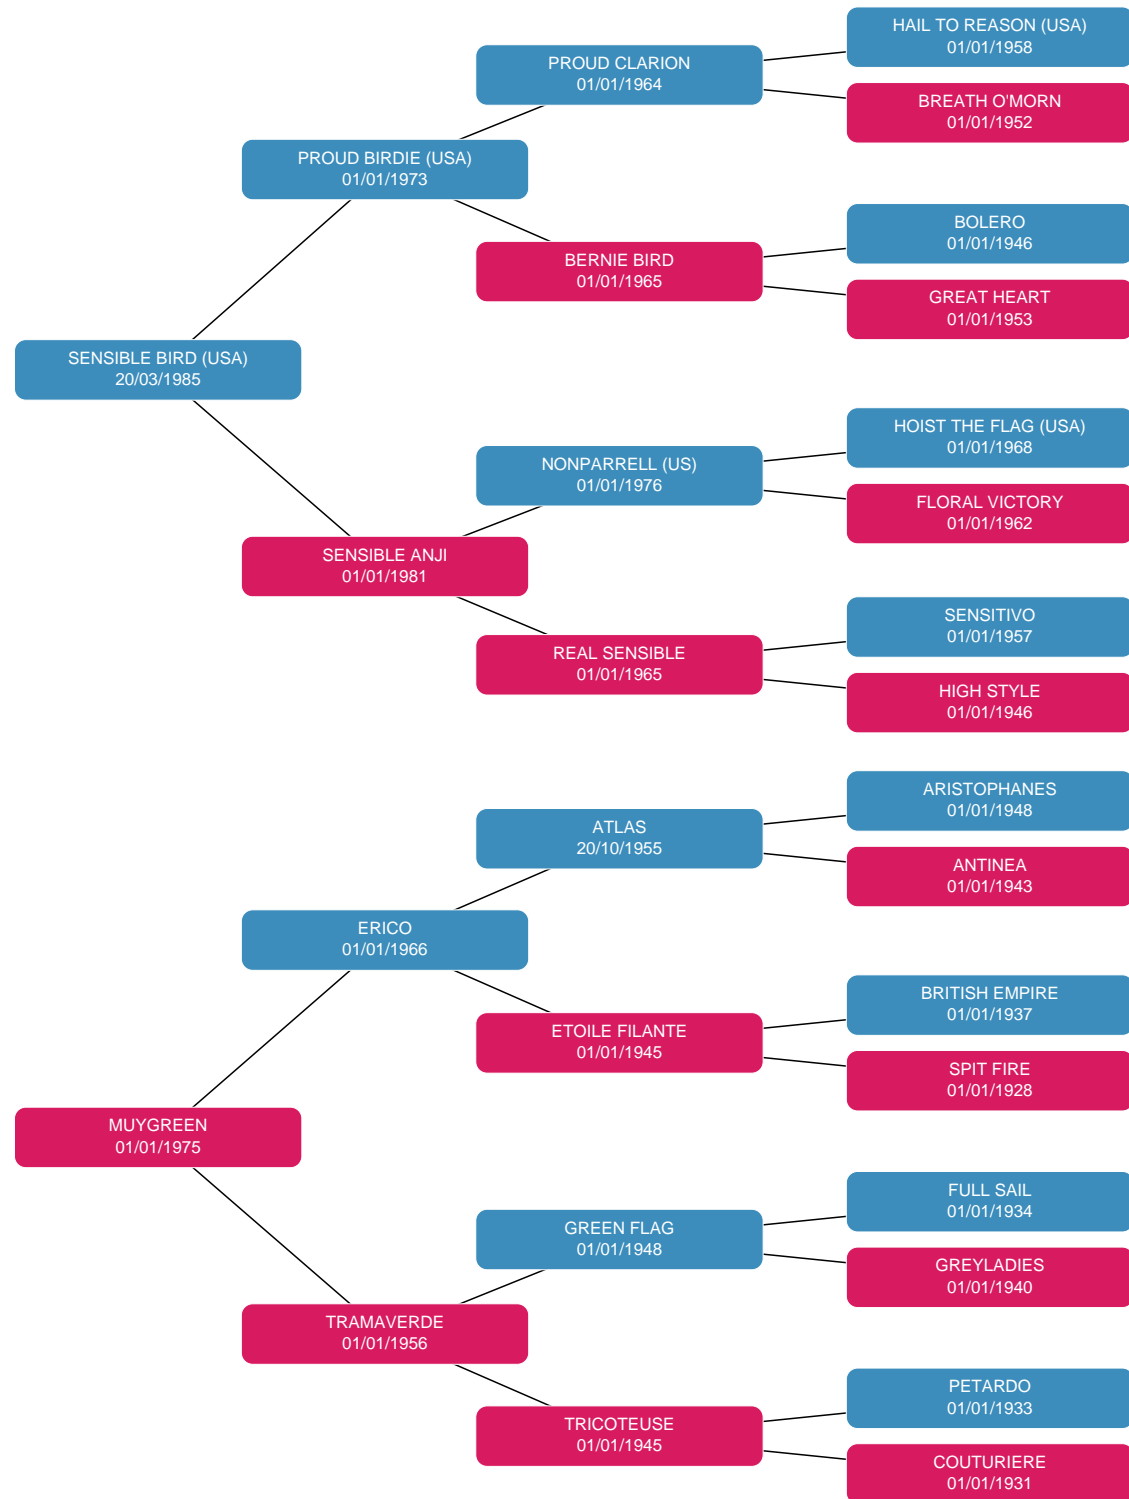 HAIL TO REASON (USA)
01/01/1958
PROUD CLARION
01/01/1964
BREATH O'MORN
01/01/1952
PROUD BIRDIE (USA)
01/01/1973
BOLERO
01/01/1946
BERNIE BIRD
01/01/1965
GREAT HEART
01/01/1953
SENSIBLE BIRD (USA)
20/03/1985
HOIST THE FLAG (USA)
01/01/1968
NONPARRELL (US)
01/01/1976
FLORAL VICTORY
01/01/1962
SENSIBLE ANJI
01/01/1981
SENSITIVO
01/01/1957
REAL SENSIBLE
01/01/1965
HIGH STYLE
01/01/1946
ARISTOPHANES
01/01/1948
ATLAS
20/10/1955
ANTINEA
01/01/1943
ERICO
01/01/1966
BRITISH EMPIRE
01/01/1937
ETOILE FILANTE
01/01/1945
SPIT FIRE
01/01/1928
MUYGREEN
01/01/1975
FULL SAIL
01/01/1934
GREEN FLAG
01/01/1948
GREYLADIES
01/01/1940
TRAMAVERDE
01/01/1956
PETARDO
01/01/1933
TRICOTEUSE
01/01/1945
COUTURIERE
01/01/1931